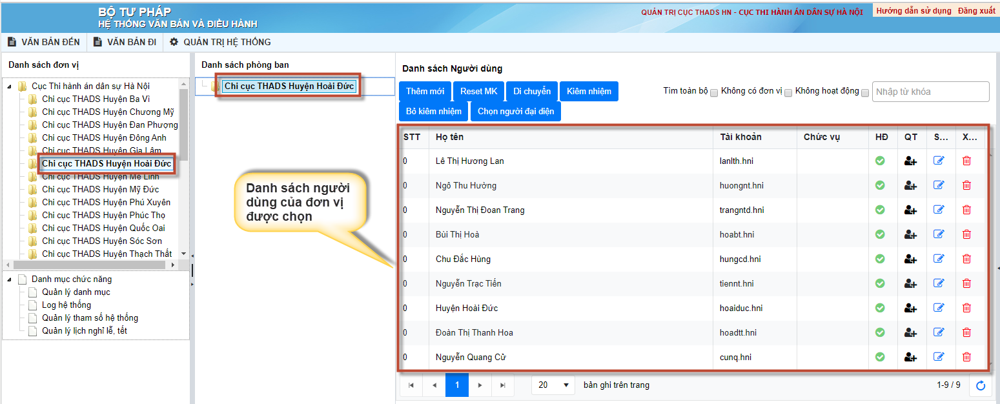 BỘ TƯ PHÁP
HỆ THỐNG VĂN BẢN VÀ ĐIỀU HÀNH
QUẢN TRỊ CỤC THADS HN - CỤC THI HÀNH ÁN DÂN SỰ HÀ NỘI
Hướng dẫn sử dụng Đăng xuất
VĂN BẢN ĐẾN
VĂN BẢN ĐI
QUẢN TRỊ HỆ THỐNG
Danh sách đơn vị
Cục Thi hành án dân sự Hà Nội
Chi cục THADS Huyện Ba Vì
Chi cục THADS Huyện Chương Mỹ
Chi cục THADS Huyện Đan Phượng
Chi cục THADS Huyện Đông Anh
Chi cục THADS Huyện Gia Lâm
Chi cục THADS Huyện Hoài Đức
Chi cục THADS Huyện Mê Linh
Chi cục THADS Huyện Mỹ Đức
Chi cục THADS Huyện Phú Xuyên
Chi cục THADS Huyện Phúc Thọ
Chi cục THADS Huyện Quốc Oai
Chi cục THADS Huyện Sóc Sơn
Chi cục THADS Huyện Thạch Thất
Danh mục chức năng
Quản lý danh mục
Log hệ thống
Quản lý tham số hệ thống
Quản lý lịch nghỉ lễ, tết
Danh sách phòng ban
Chi cục THADS Huyện Hoài Đức
Danh sách người
dùng của đơn vị
được chọn
Danh sách Người dùng
Thêm mới Reset MK Di chuyển Kiêm nhiệm
Bỏ kiêm nhiệm Chọn người đại diện
Tìm toàn bộ Không có đơn vị Không hoạt động Nhập từ khóa
STT Họ tên Tài khoản Chức vụ HĐ QT S... X...
0 Lê Thị Hương Lan lanlth.hni
0 Ngô Thu Hường huongnt.hni
0 Nguyễn Thị Đoan Trang trangntd.hni
0 Bùi Thị Hoà hoabt.hni
0 Chu Đắc Hùng hungcd.hni
0 Nguyễn Trạc Tiến tiennt.hni
0 Huyện Hoài Đức hoaiduc.hni
0 Đoàn Thị Thanh Hoa hoadtt.hni
0 Nguyễn Quang Cử cunq.hni
1 20 bản ghi trên trang 1-9 / 9